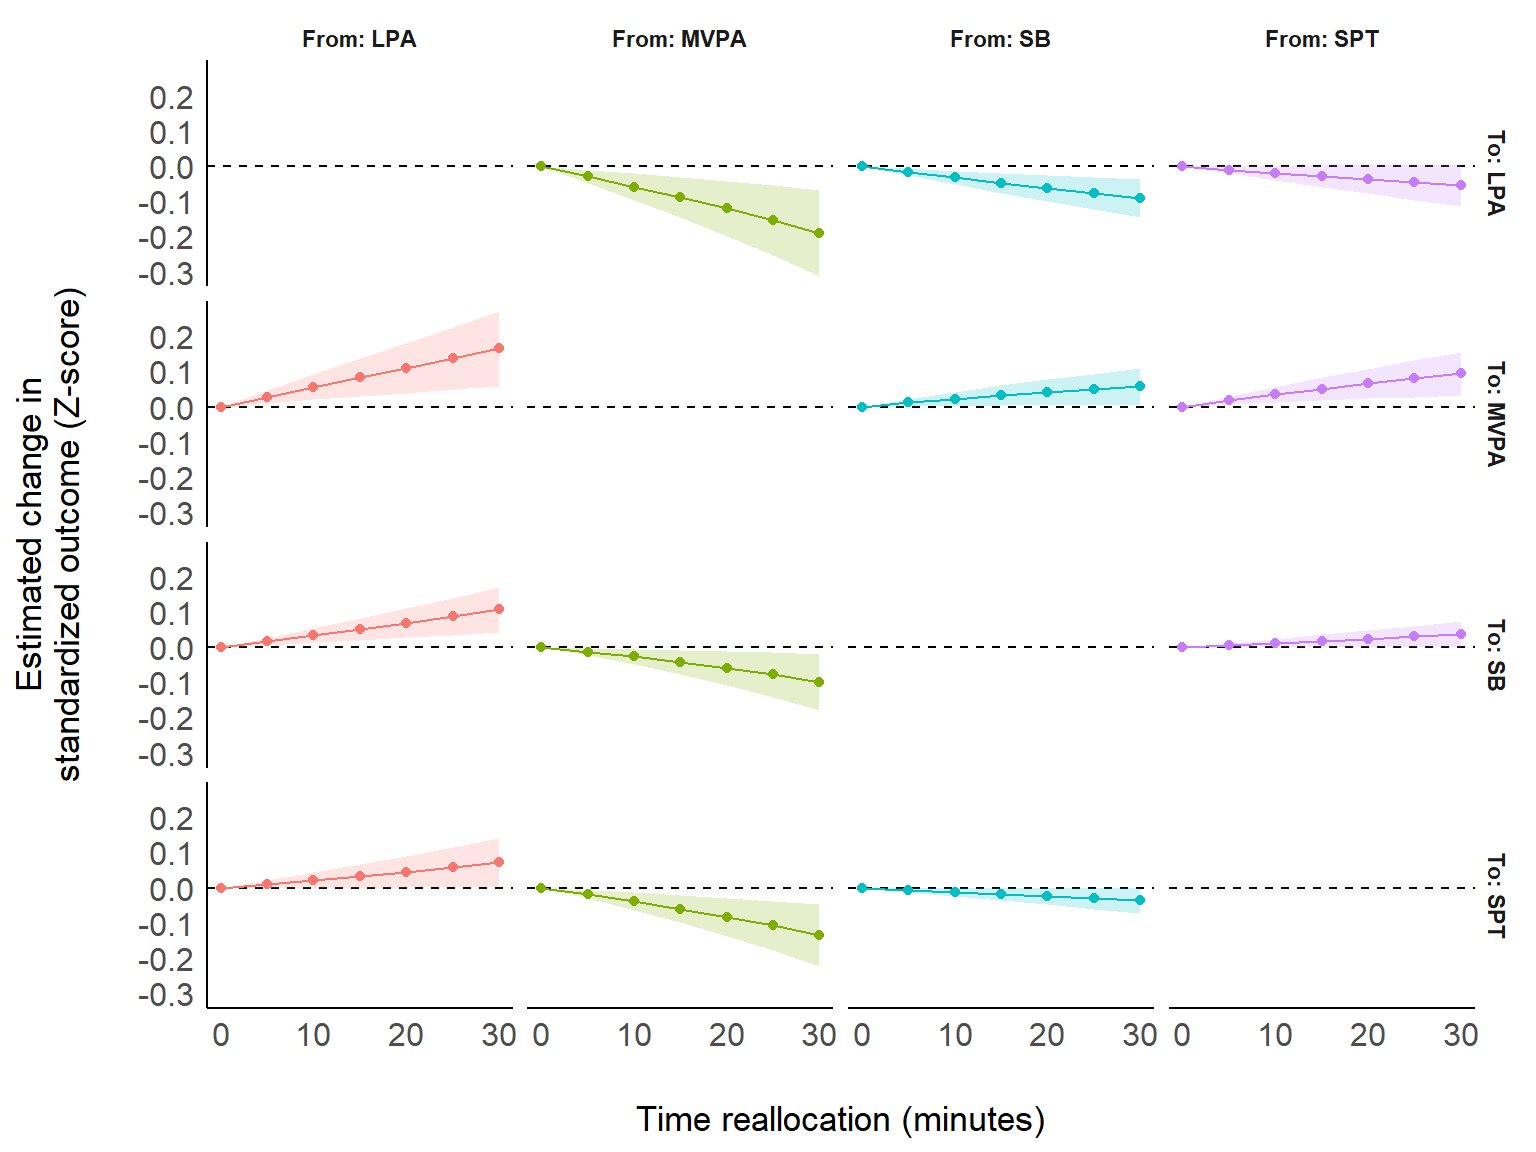 From: LPA
From: MVPA
From: SB
From: SPT
0.2
0.1
0.0
-0.1
-0.2
-0.3
To: LPA
0.2
0.1
0.0
-0.1
-0.2
-0.3
To: MVPA
0.2
0.1
0.0
-0.1
-0.2
-0.3
To: SB
0.2
0.1
0.0
-0.1
-0.2
-0.3
To: SPT
Estimated change in
standardized outcome (Z-score)
0 10 20 30
0 10 20 30
0 10 20 30
0 10 20 30
Time reallocation (minutes)